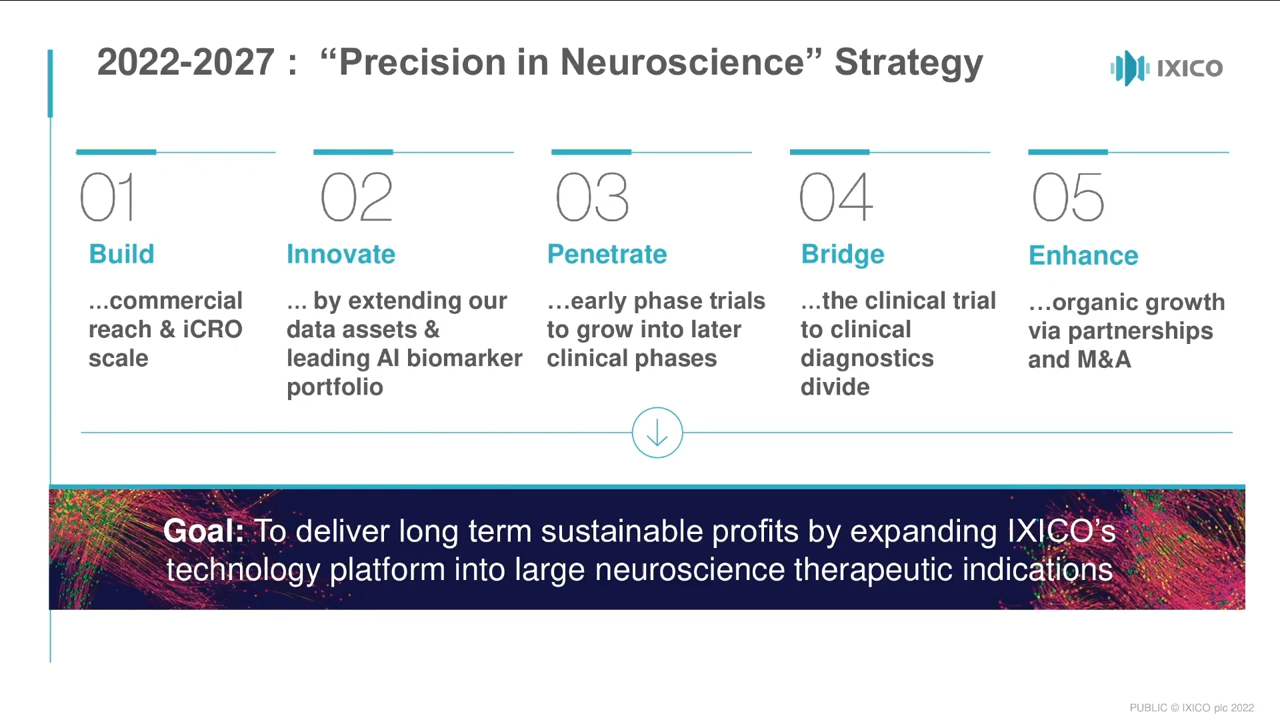 2022-2027 : “Precision in Neuroscience” Strategy
IXICO
01
Build
…commercial
reach & iCRO
scale
02
Innovate
… by extending our
data assets &
leading AI biomarker
portfolio
03
Penetrate
…early phase trials
to grow into later
clinical phases
04
Bridge
…the clinical trial
to clinical
diagnostics
divide
05
Enhance
…organic growth
via partnerships
and M&A
Goal: To deliver long term sustainable profits by expanding IXICO’s
technology platform into large neuroscience therapeutic indications
PUBLIC © IXICO plc 2022